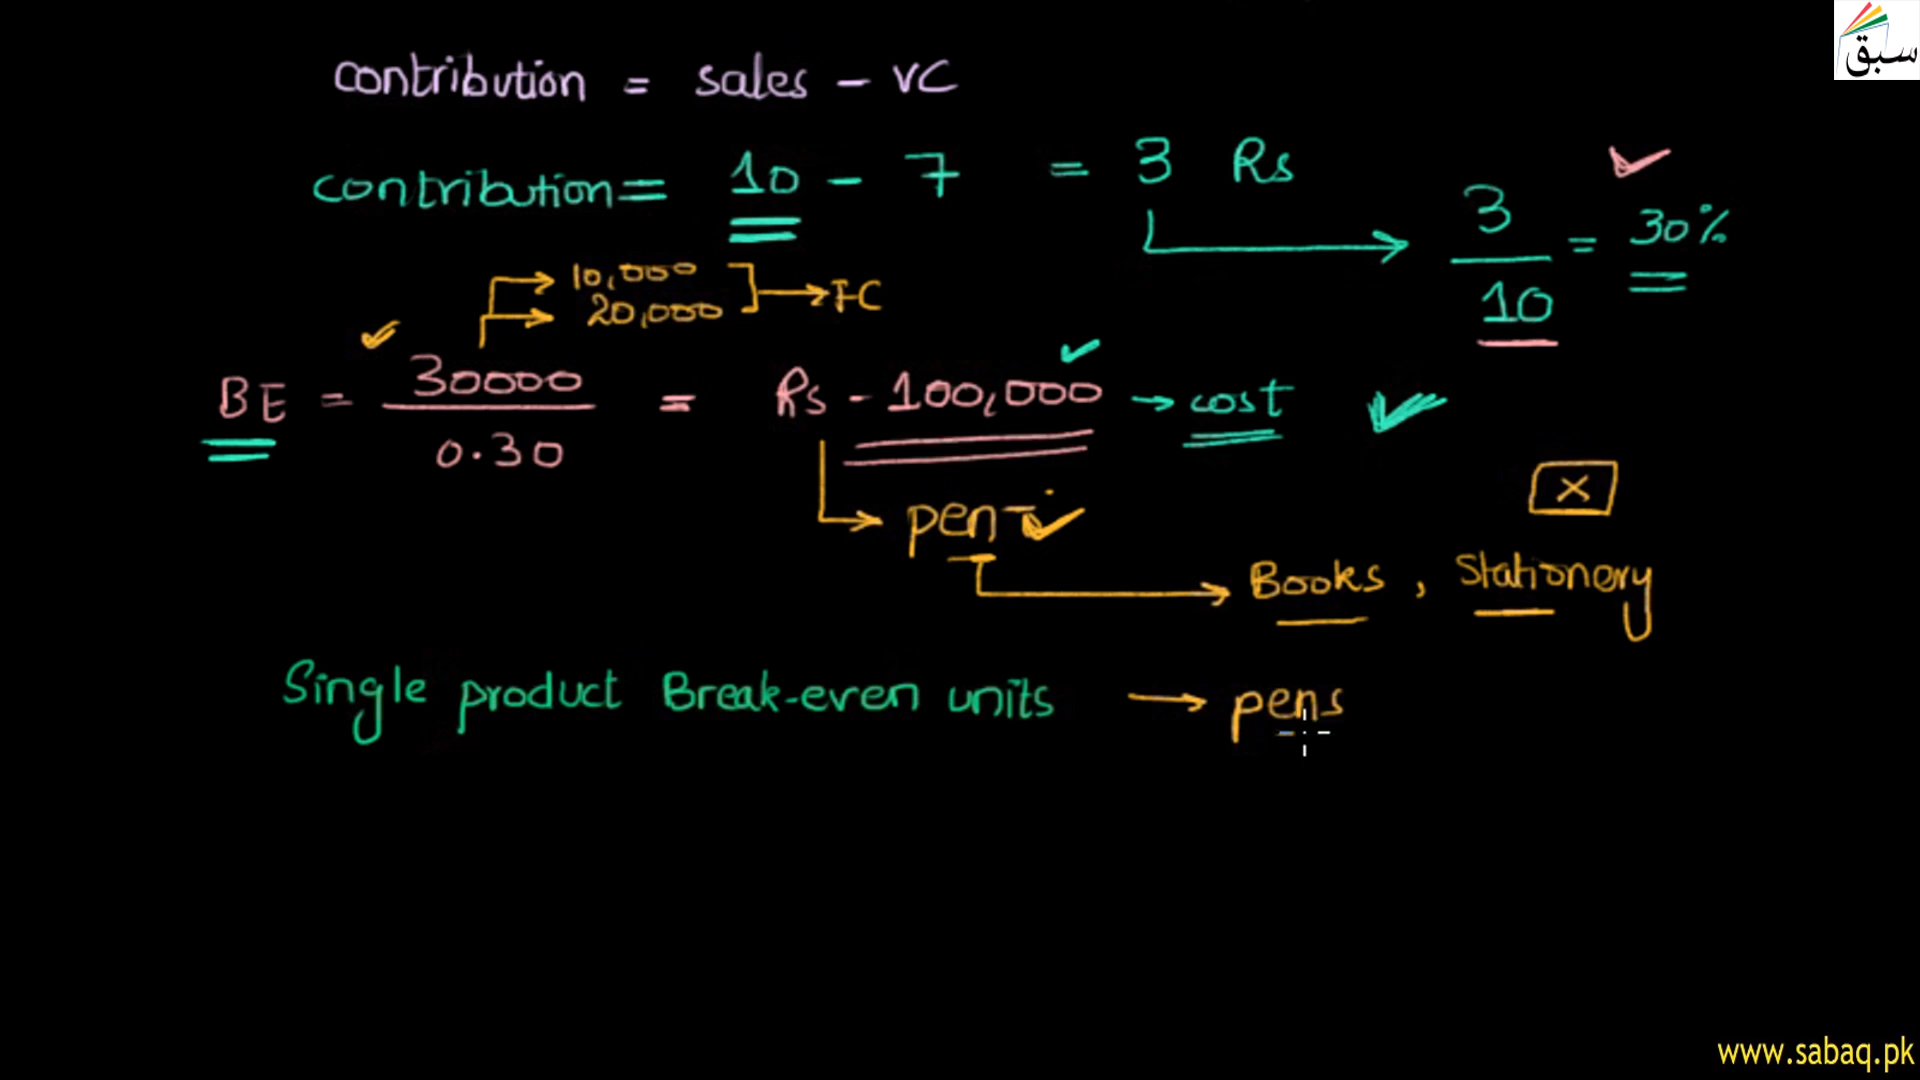 سبق
contribution = sales - VC
contribution = 10 - 7 = 3 Rs
3/10 = 30%
10,000
20,000 → FC
BE = 30000/0.30 = Rs - 100,000 → cost
x
pen -
Books, Stationery
Single product Break-even units → pens
www.sabaq.pk